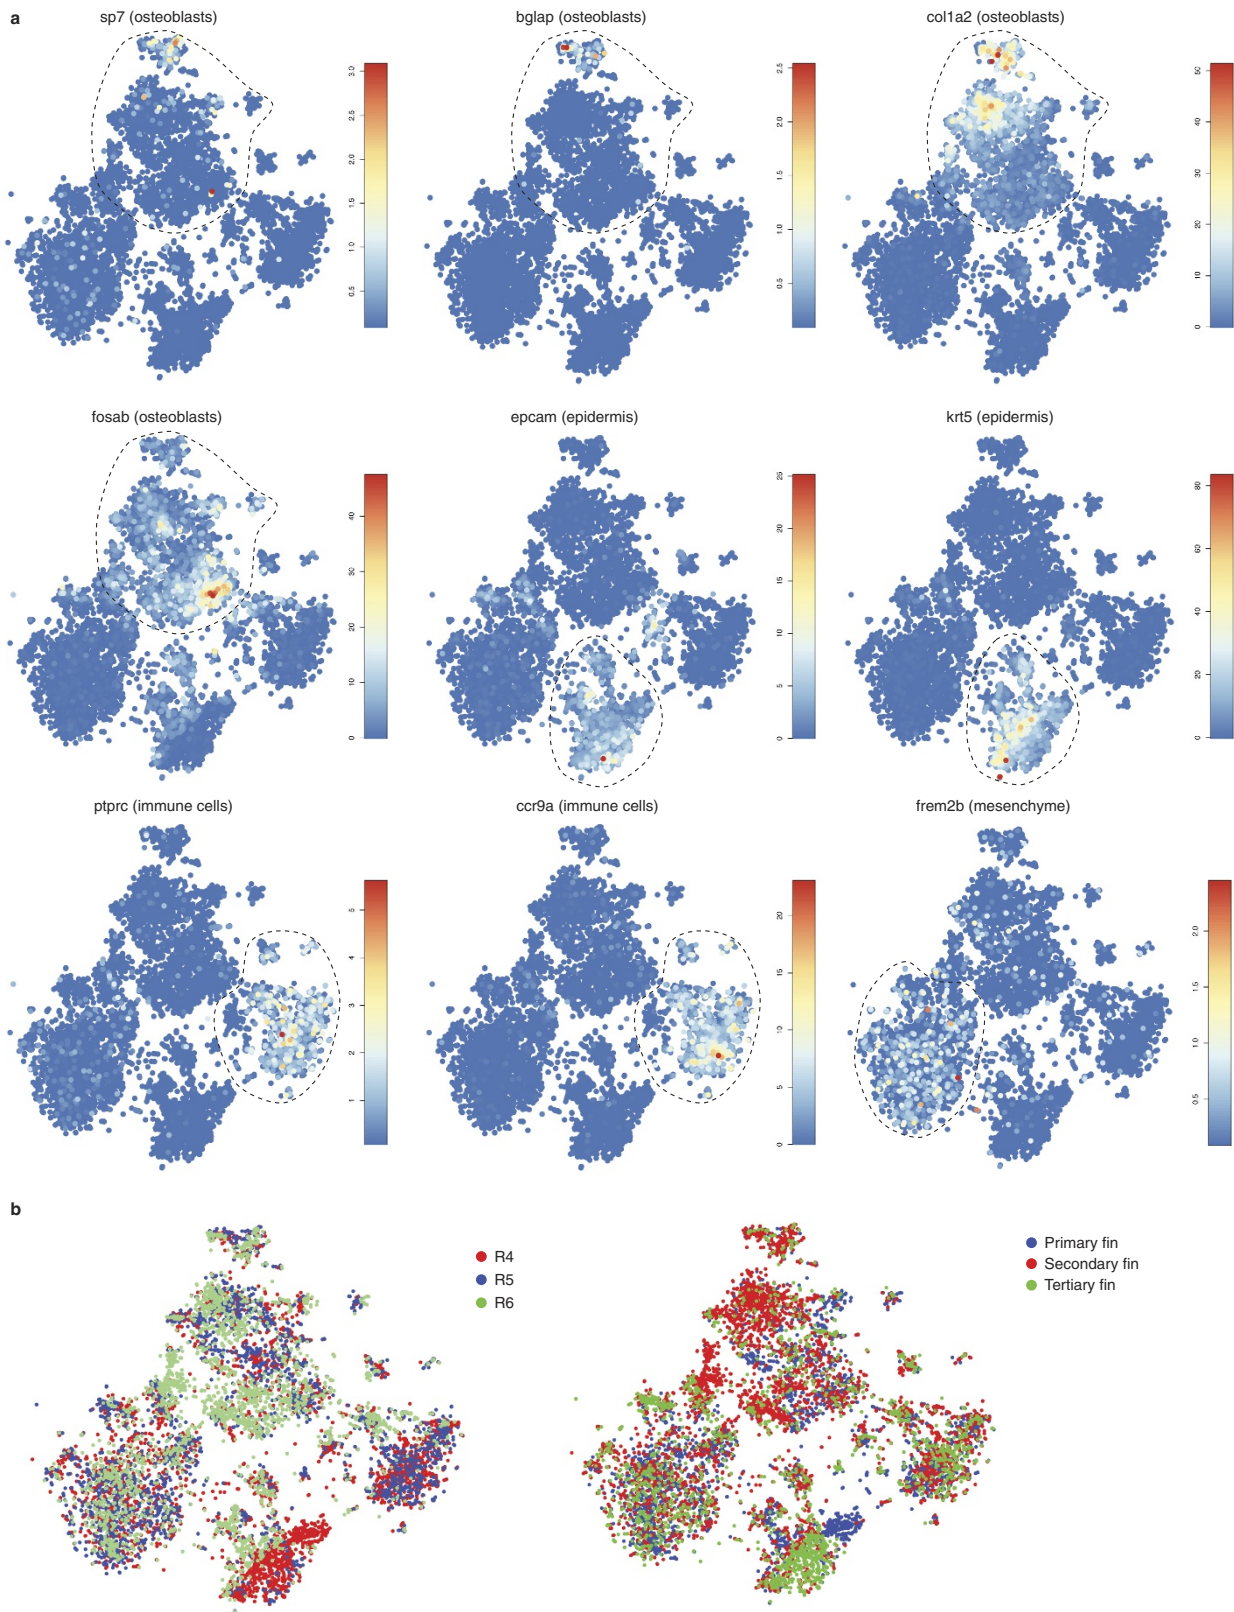 a
sp7 (osteoblasts)
bglap (osteoblasts)
col1a2 (osteoblasts)
3.0
2.5
2.0
1.5
1.0
0.5
2.5
2.0
1.5
1.0
0.5
50
40
30
20
10
0
fosab (osteoblasts)
epcam (epidermis)
krt5 (epidermis)
40
30
20
10
0
25
20
15
10
5
0
80
60
40
20
0
ptprc (immune cells)
ccr9a (immune cells)
frem2b (mesenchyme)
5
4
3
2
1
20
15
10
5
0
2.0
1.5
1.0
0.5
b
R4
R5
R6
Primary fin
Secondary fin
Tertiary fin